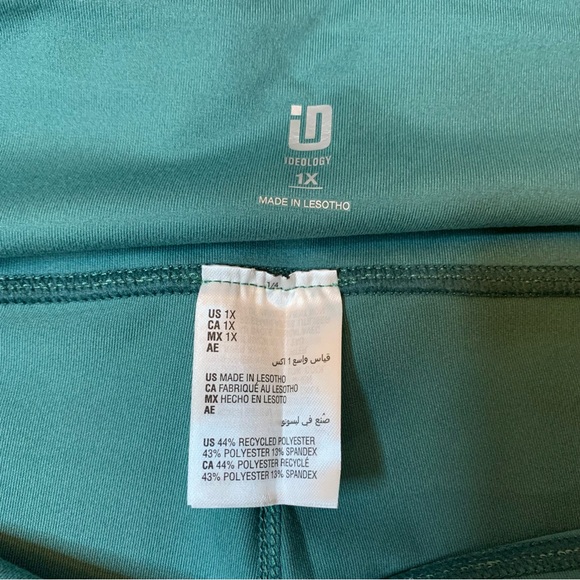 iD
IDEOLOGY
1X
MADE IN LESOTHO
US 1X
CA 1X
MX 1X
AE
قياس واسع 1 اكس
US MADE IN LESOTHO
CA FABRIQUÉ AU LESOTHO
MX HECHO EN LESOTO
AE
صُنع في ليسوتو
US 44% RECYCLED POLYESTER
43% POLYESTER 13% SPANDEX
CA 44% POLYESTER RECYCLÉ
43% POLYESTER 13% SPANDEX